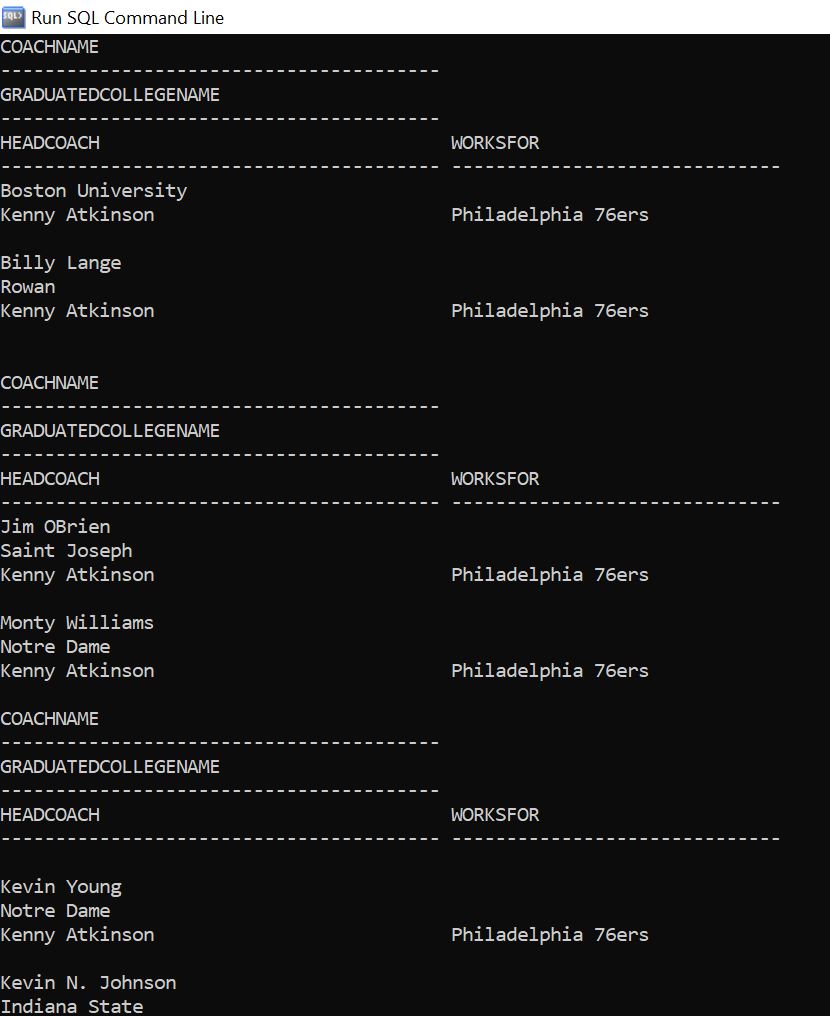 SQL>
Run SQL Command Line
COACHNAME
----------------------------------------
GRADUATEDCOLLEGENAME
----------------------------------------
HEADCOACH WORKSFOR
---------------------------------------- ------------------------------
Boston University
Kenny Atkinson Philadelphia 76ers
Billy Lange
Rowan
Kenny Atkinson Philadelphia 76ers
COACHNAME
----------------------------------------
GRADUATEDCOLLEGENAME
----------------------------------------
HEADCOACH WORKSFOR
---------------------------------------- ------------------------------
Jim OBrien
Saint Joseph
Kenny Atkinson Philadelphia 76ers
Monty Williams
Notre Dame
Kenny Atkinson Philadelphia 76ers
COACHNAME
----------------------------------------
GRADUATEDCOLLEGENAME
----------------------------------------
HEADCOACH WORKSFOR
---------------------------------------- ------------------------------
Kevin Young
Notre Dame
Kenny Atkinson Philadelphia 76ers
Kevin N. Johnson
Indiana State